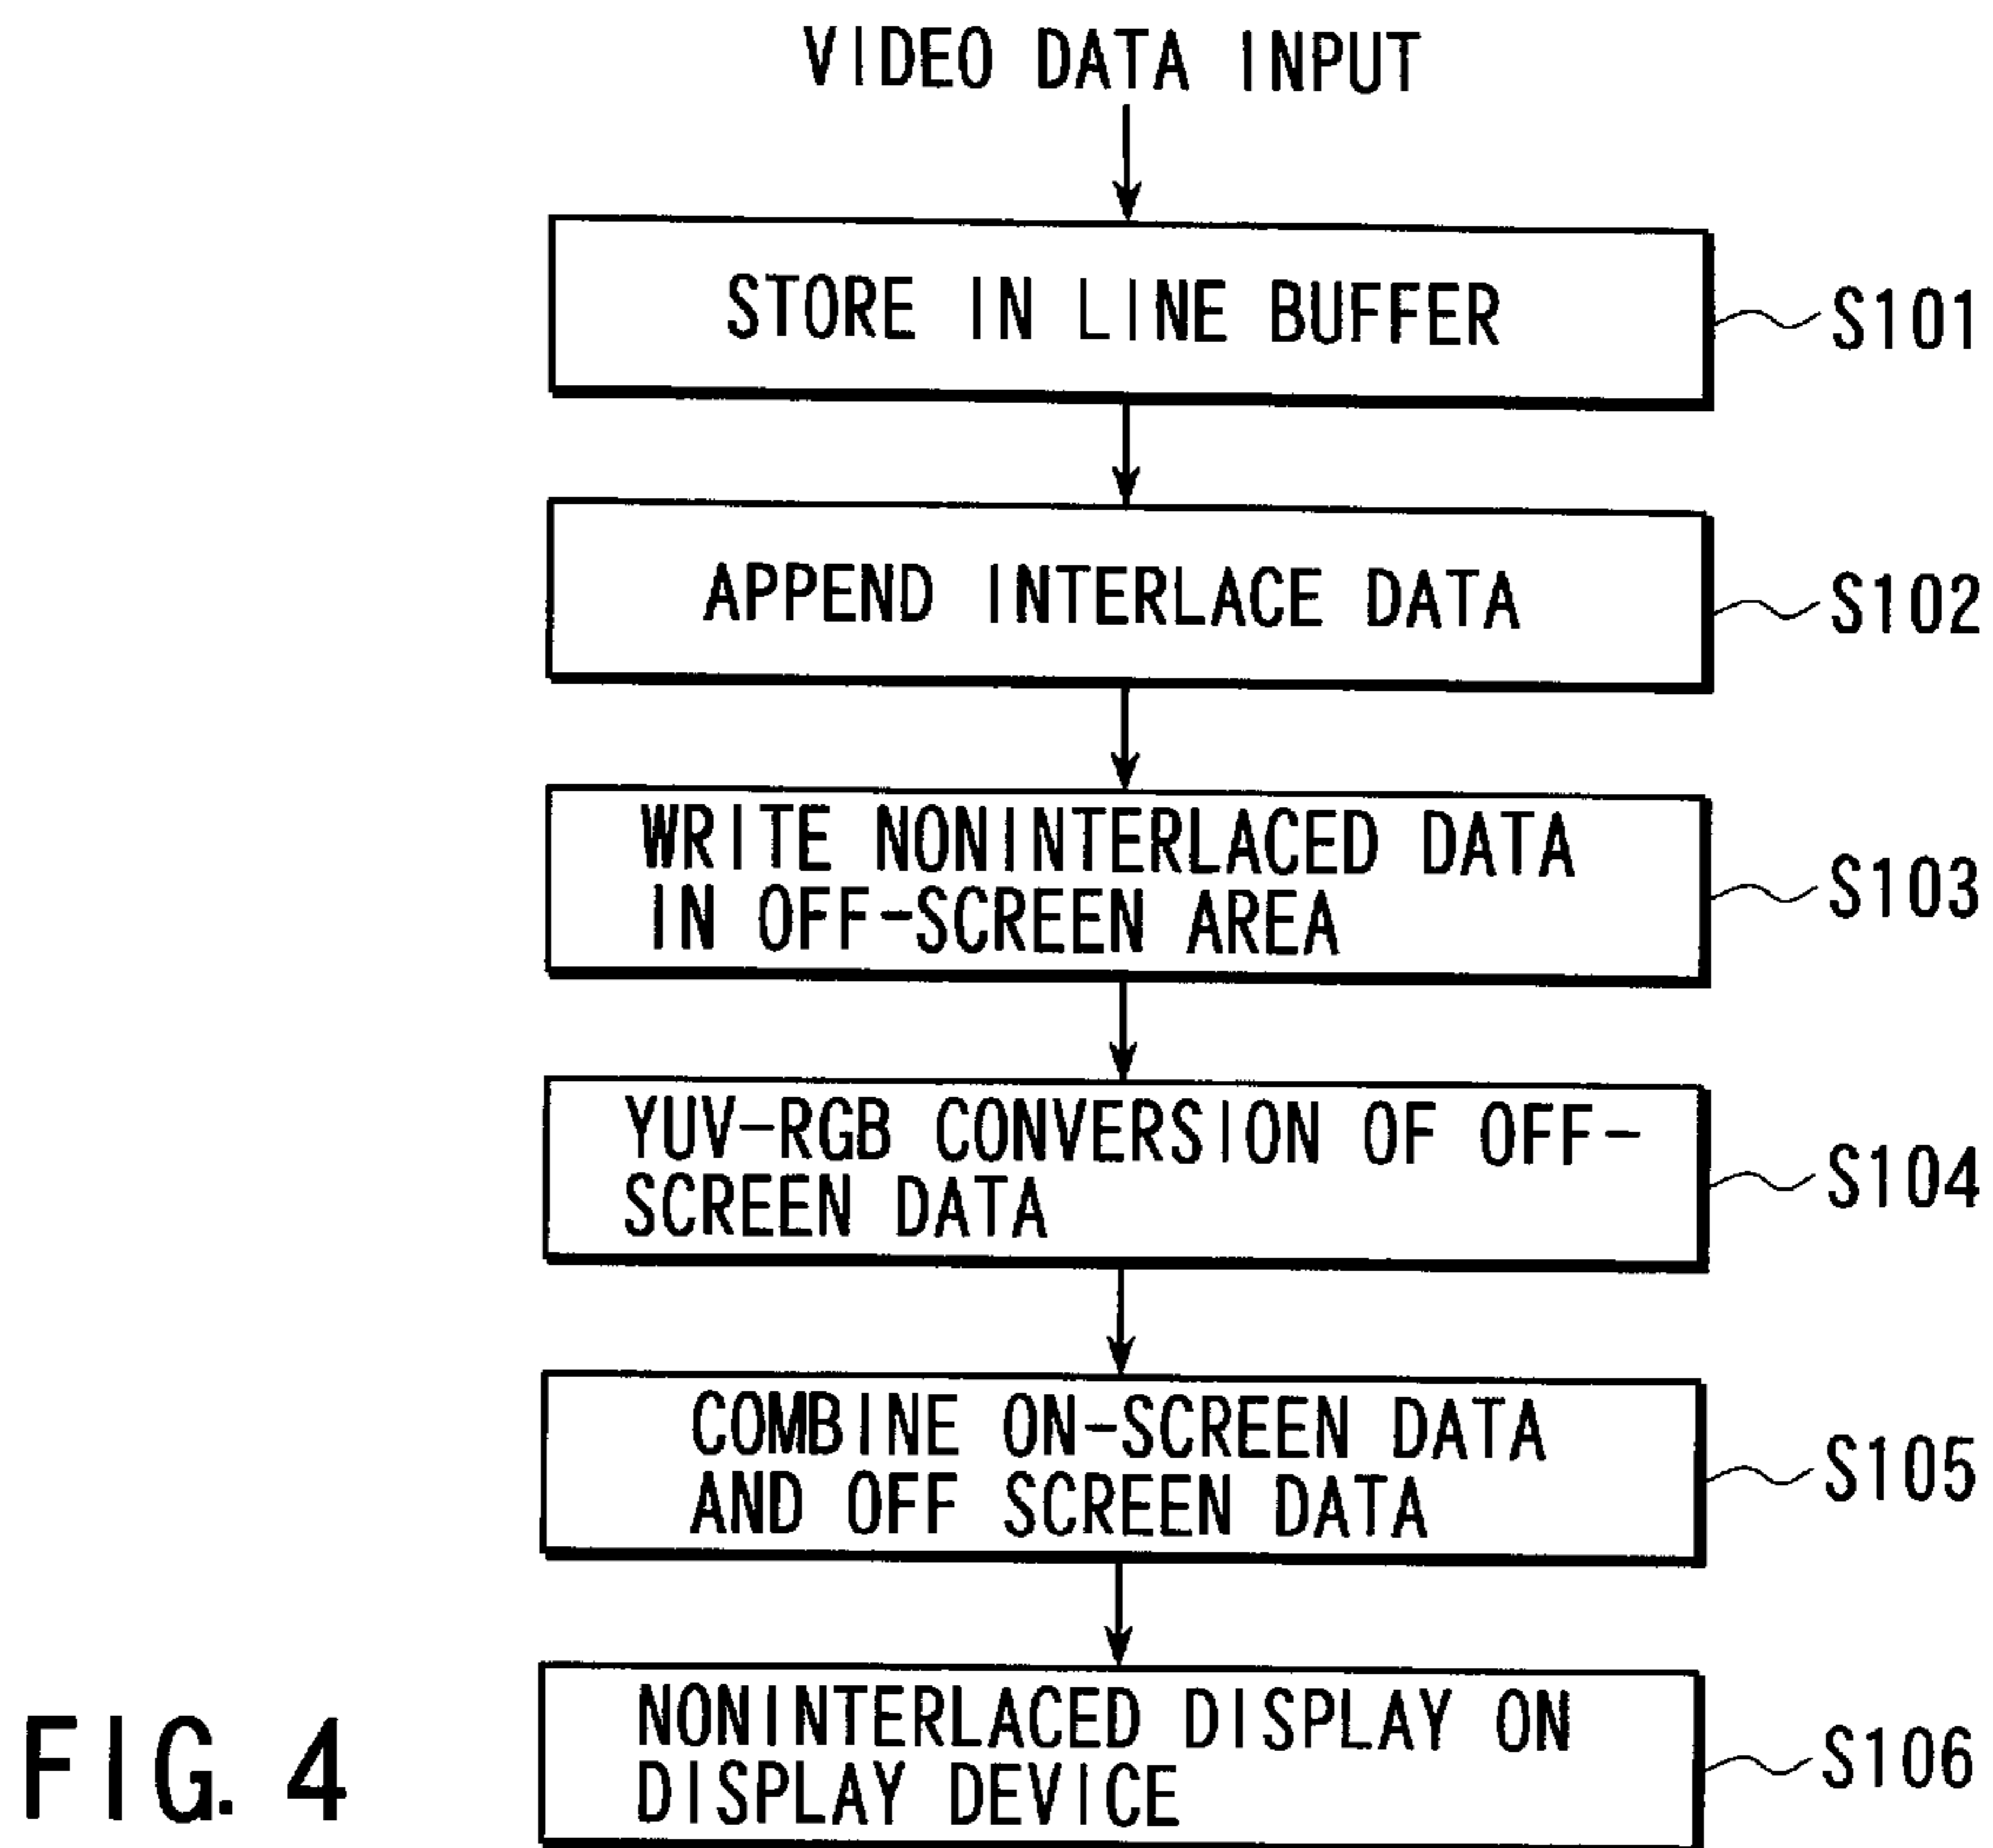 VIDEO DATA INPUT
STORE IN LINE BUFFER
S101
APPEND INTERLACE DATA
S102
WRITE NONINTERLACED DATA
IN OFF-SCREEN AREA
S103
YUV-RGB CONVERSION OF OFF-
SCREEN DATA
S104
COMBINE ON-SCREEN DATA
AND OFF SCREEN DATA
S105
NONINTERLACED DISPLAY ON
DISPLAY DEVICE
S106
FIG. 4